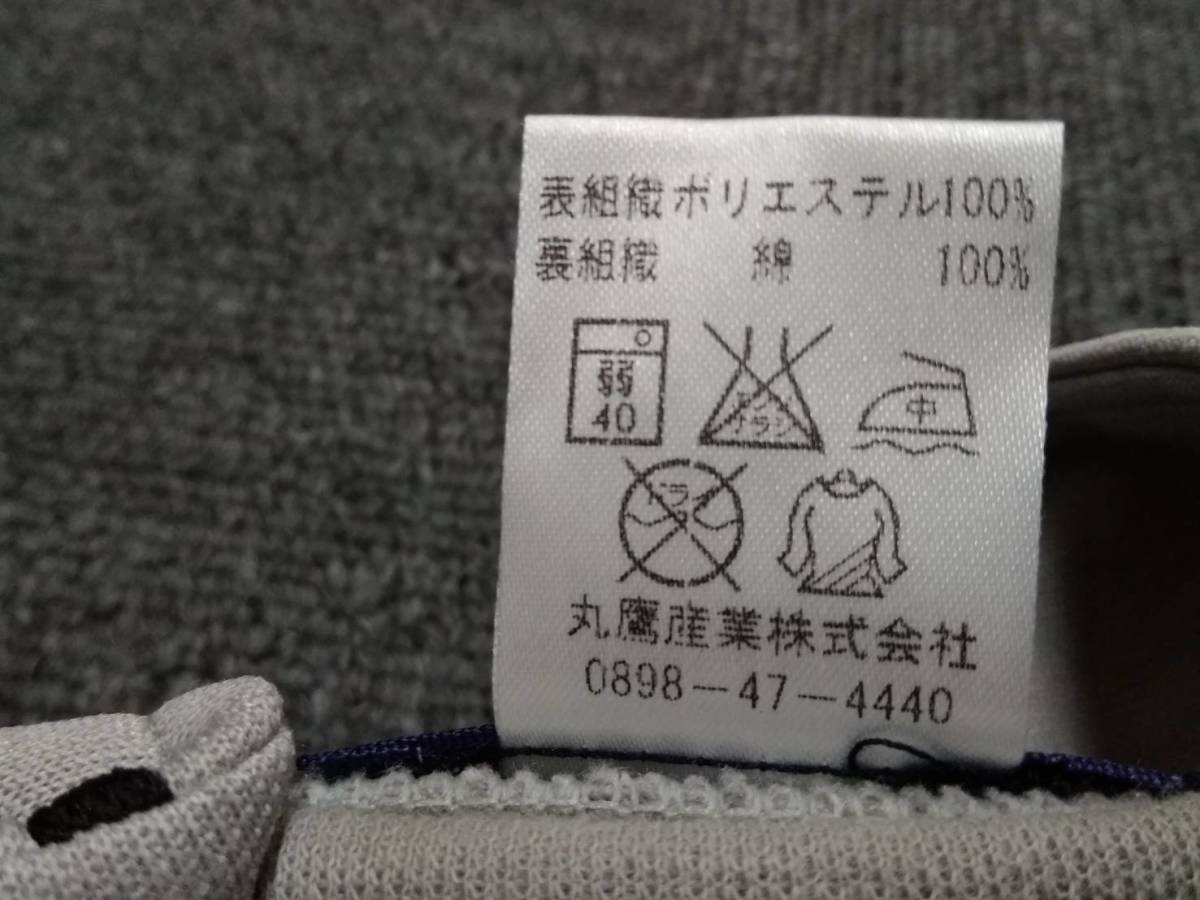 表組織ポリエステル100%
裏組織 綿 100%
弱
40
エンソ
サラシ
中
ドライ
丸鷹産業株式会社
0898-47-4440